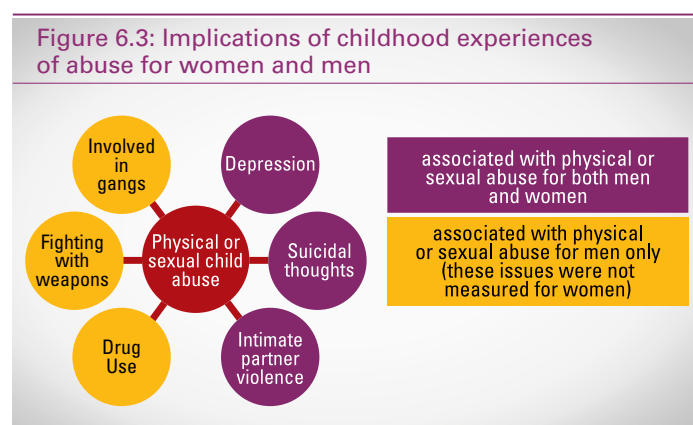 Figure 6.3: Implications of childhood experiences
of abuse for women and men
Involved
in
gangs
Depression
Fighting
with
weapons
Physical or
sexual child
abuse
Suicidal
thoughts
Drug
Use
Intimate
partner
violence
associated with physical or
sexual abuse for both men
and women
associated with physical
or sexual abuse for men only
(these issues were not
measured for women)